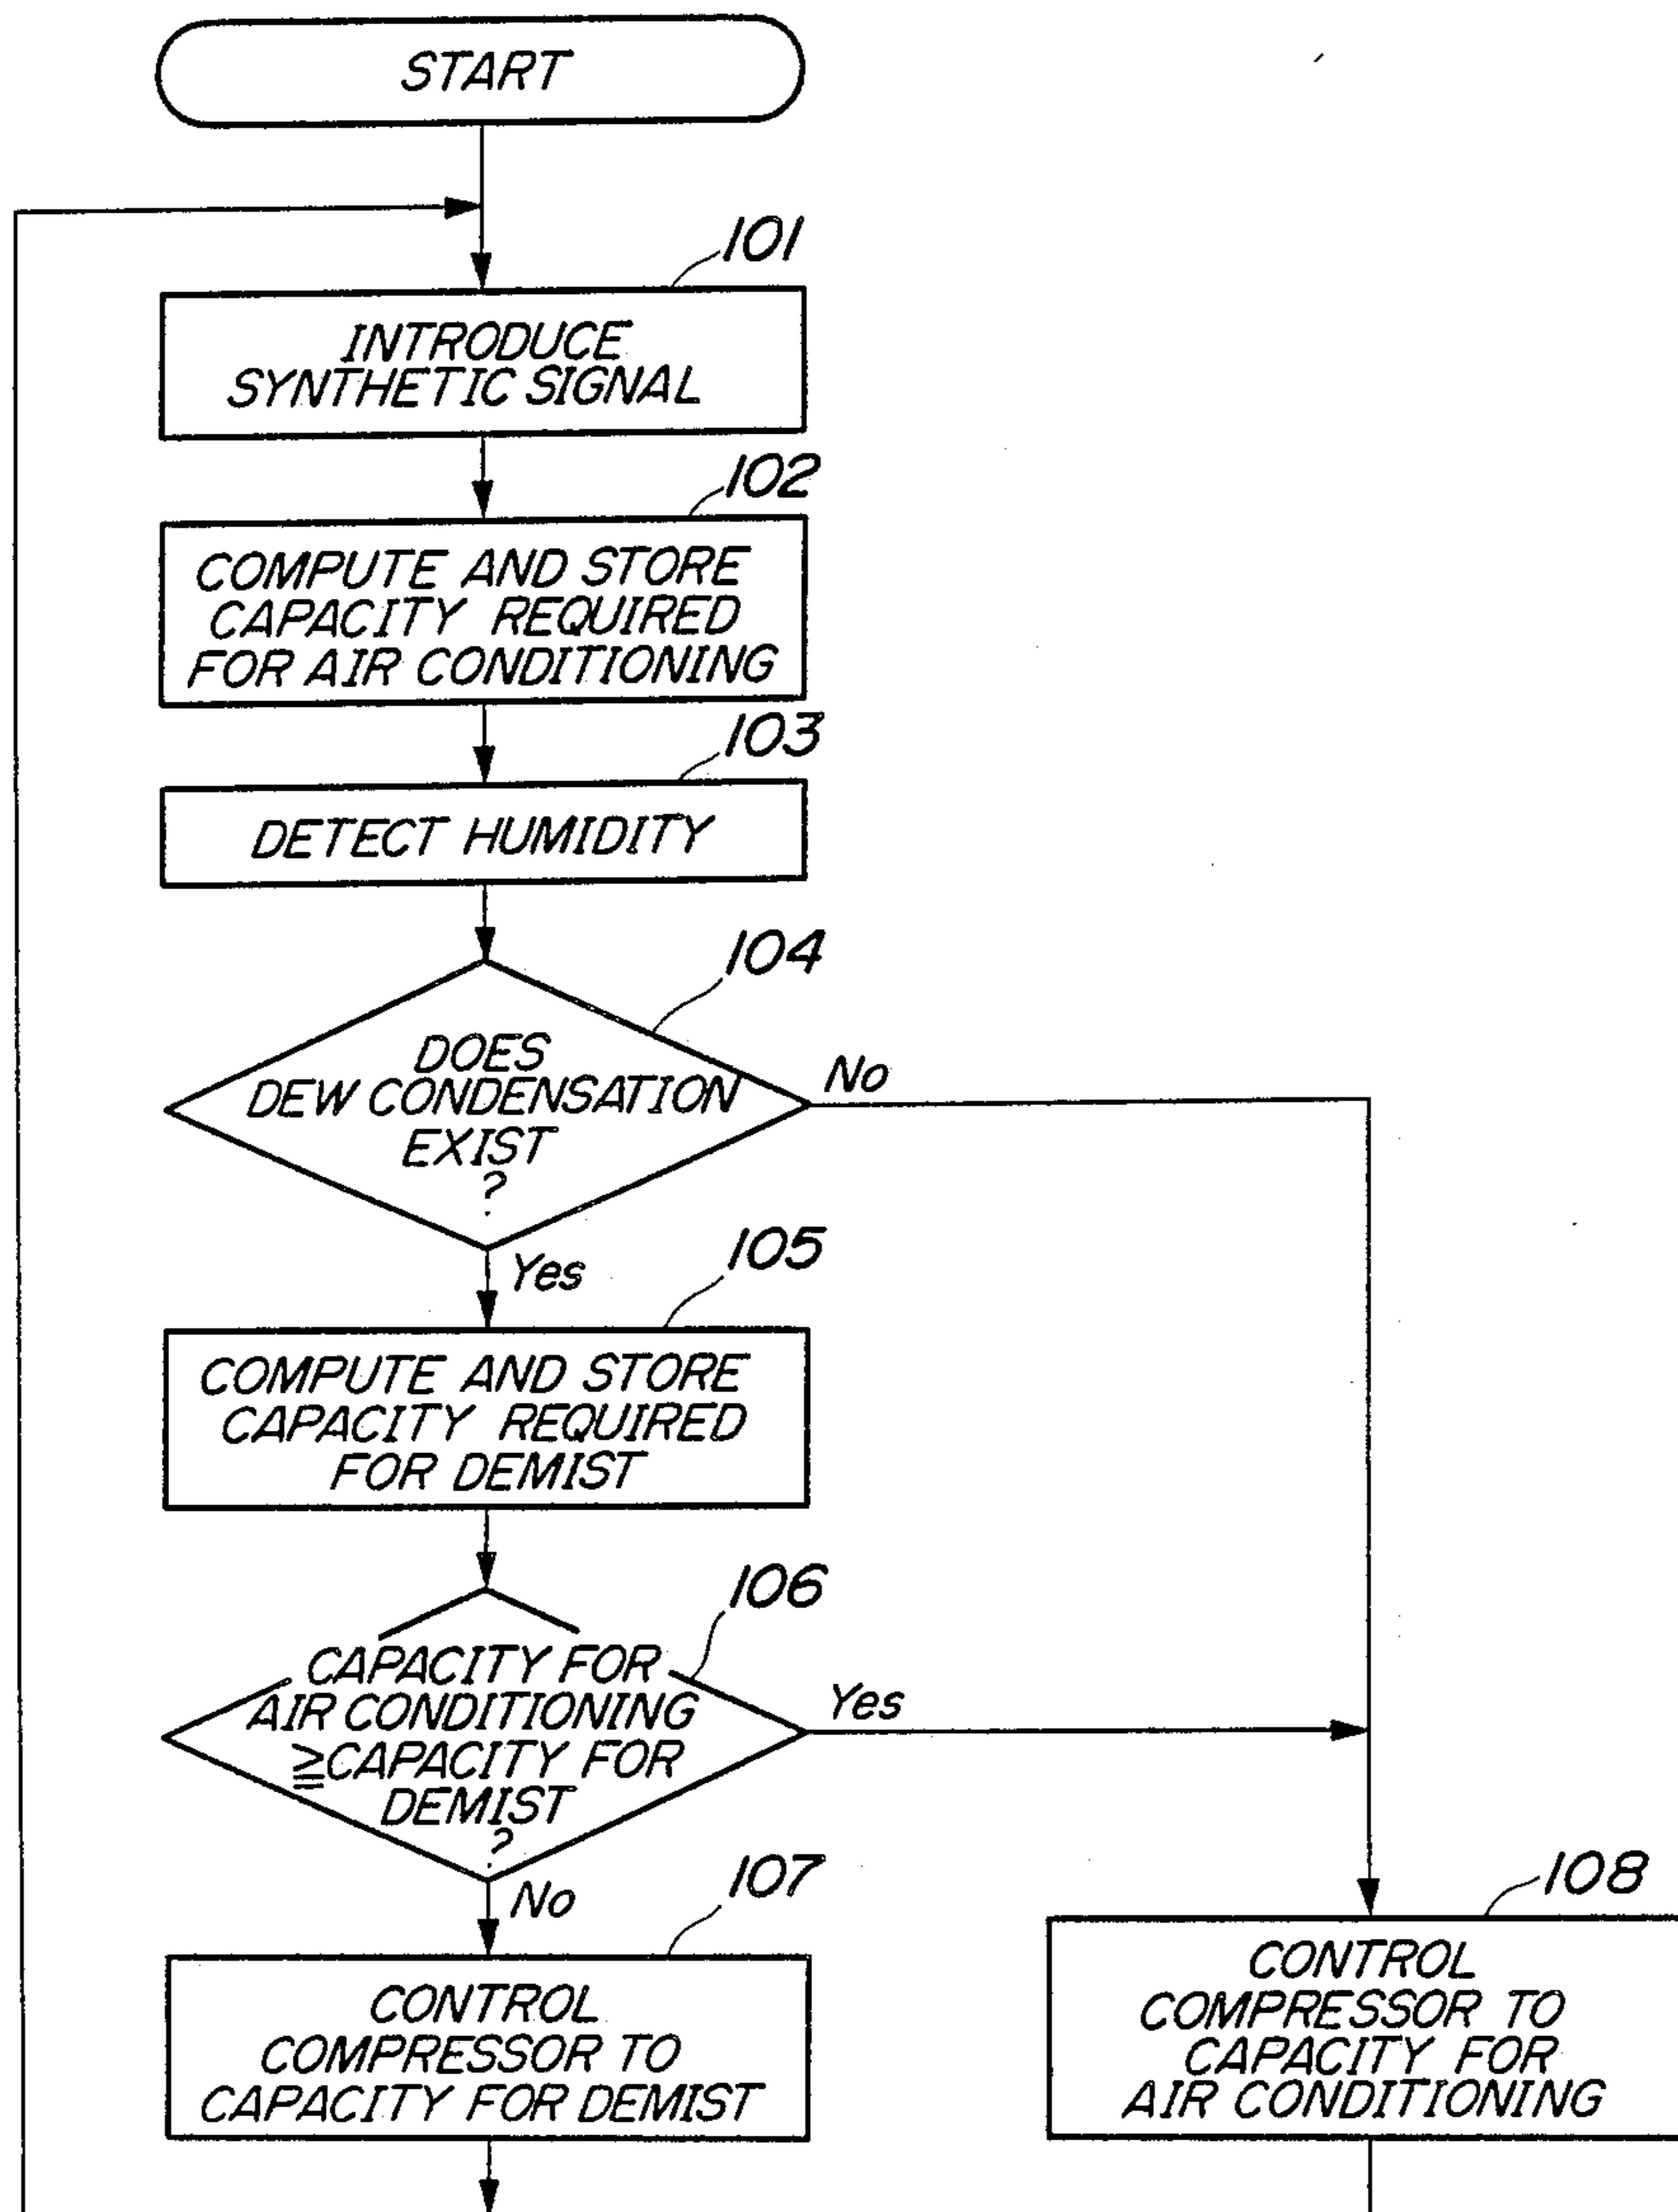 START
101
INTRODUCE
SYNTHETIC SIGNAL
102
COMPUTE AND STORE
CAPACITY REQUIRED
FOR AIR CONDITIONING
103
DETECT HUMIDITY
104
DOES
DEW CONDENSATION
EXIST
?
No
Yes
105
COMPUTE AND STORE
CAPACITY REQUIRED
FOR DEMIST
106
CAPACITY FOR
AIR CONDITIONING
≧CAPACITY FOR
DEMIST
?
Yes
No
107
CONTROL
COMPRESSOR TO
CAPACITY FOR DEMIST
108
CONTROL
COMPRESSOR TO
CAPACITY FOR
AIR CONDITIONING